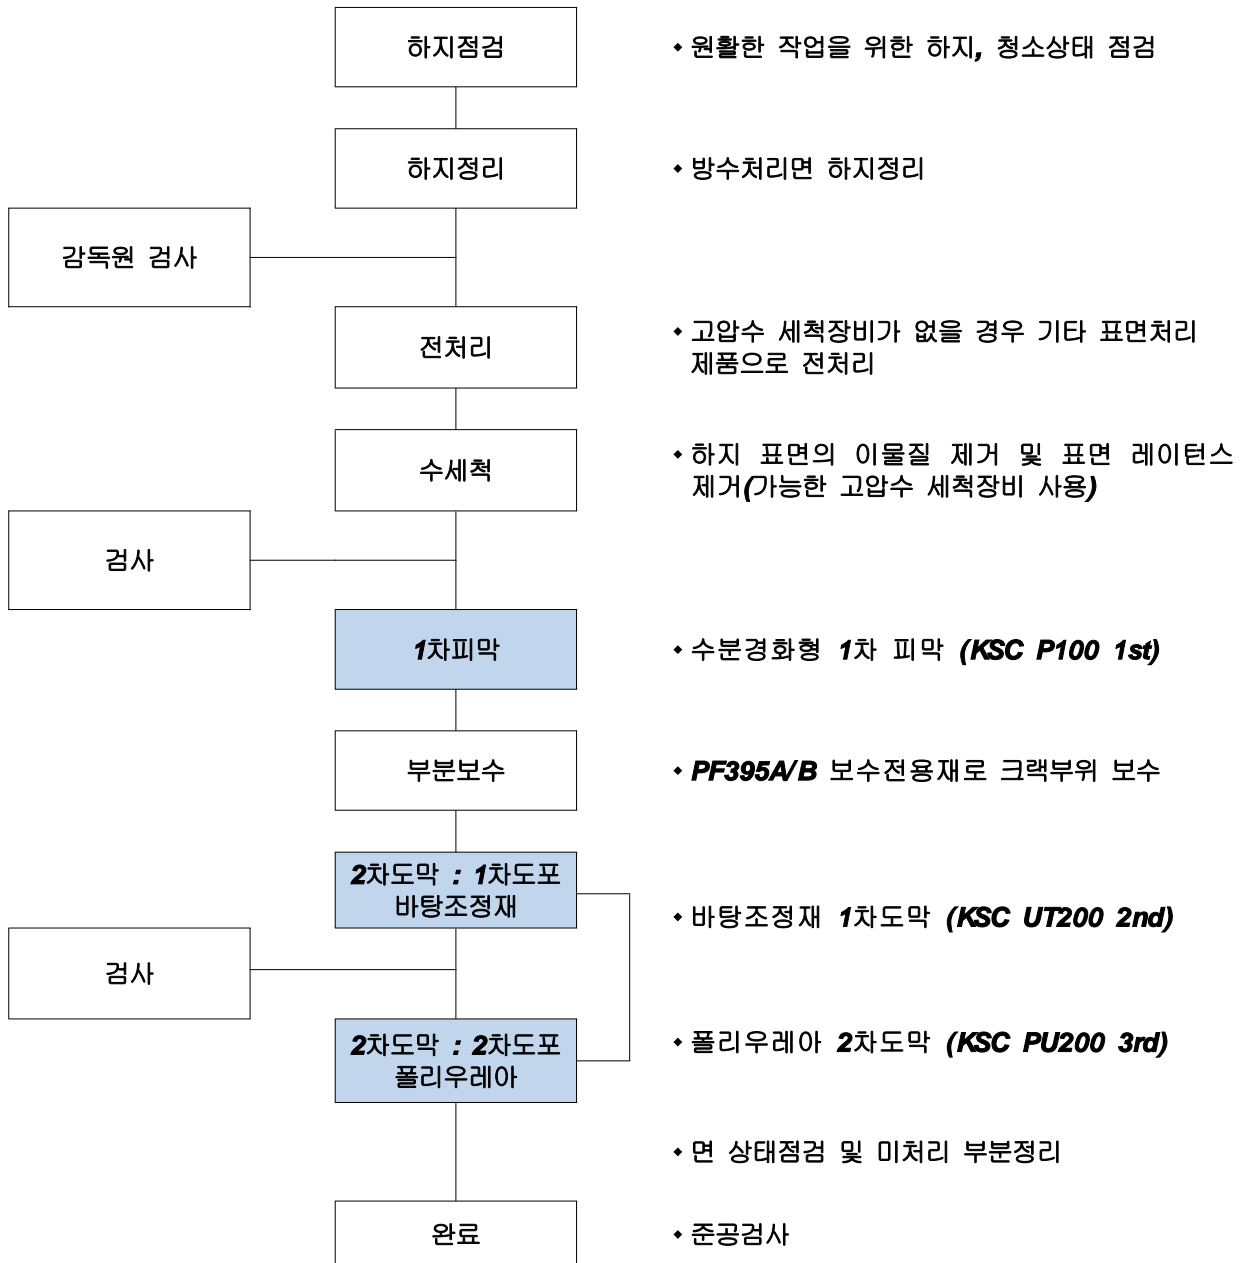 하지점검
◆ 원활한 작업을 위한 하지, 청소상태 점검
하지정리
◆ 방수처리면 하지정리
감독원 검사
전처리
◆ 고압수 세척장비가 없을 경우 기타 표면처리
제품으로 전처리
수세척
◆ 하지 표면의 이물질 제거 및 표면 레이턴스
제거(가능한 고압수 세척장비 사용)
검사
1차피막
◆ 수분경화형 1차 피막 (KSC P100 1st)
부분보수
◆ PF395A/B 보수전용재로 크랙부위 보수
2차도막 : 1차도포
바탕조정재
◆ 바탕조정재 1차도막 (KSC UT200 2nd)
검사
2차도막 : 2차도포
폴리우레아
◆ 폴리우레아 2차도막 (KSC PU200 3rd)
◆ 면 상태점검 및 미처리 부분정리
완료
◆ 준공검사